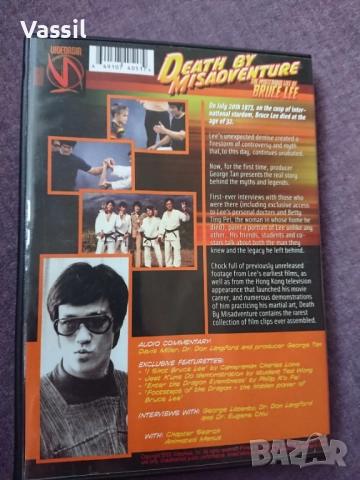 Vassil
VIDEOASIA
DEATH BY
MISADVENTURE
THE MYSTERIOUS LIFE OF
BRUCE LEE
On July 20th 1973, on the cusp of inter-
national stardom, Bruce Lee died at the
age of 32.
Lee's unexpected demise created a
firestorm of controversy and myth
that, to this day, continues unabated.
Now, for the first time, producer
George Tan presents the real story
behind the myths and legends.
First-ever interviews with those who
were there (including exclusive access
to Lee's personal doctors and Betty
Ting Pei, the woman in whose home he
died), paint a portrait of Lee unlike any
other. His friends, students and co-
stars talk about both the man they
knew and the legacy he left behind.
Chock full of previously unreleased
footage from Lee's earliest films, as
well as from the Hong Kong television
appearance that launched his movie
career, and numerous demonstrations
of him practicing his martial art, Death
By Misadventure contains the rarest
collection of film clips ever assembled.
AUDIO COMMENTARY:
Davis Miller, Dr. Don Langford and producer George Tan
EXCLUSIVE FEATURETTES:
• "I Shot Bruce Lee" by Cameraman Charles Lowe
• Jeet Kune Do demonstration by student Ted Wong
• "Enter the Dragon Eyewitness" by Philip Ko Fei
• "Footsteps of the Dragon - the hidden power of
Bruce Lee"
INTERVIEWS WITH: George Lazenby, Dr. Don Langford
and Dr. Eugene Chiu
WITH: Chapter Search
Animated Menus
BAZAR
bg